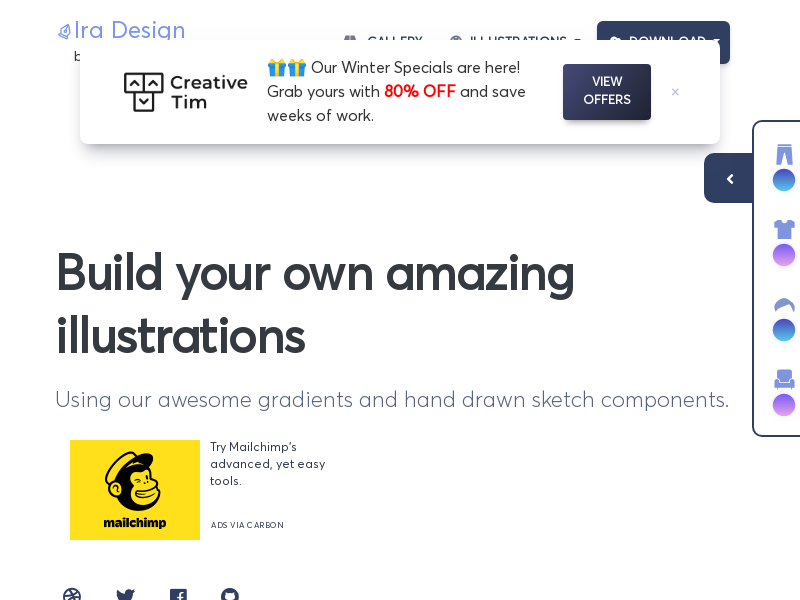 Ira Design
GALLERY
ILLUSTRATIONS
DOWNLOAD
b
Creative
Tim
Our Winter Specials are here!
Grab yours with 80% OFF and save
weeks of work.
VIEW
OFFERS
×
Build your own amazing
illustrations
Using our awesome gradients and hand drawn sketch components.
mailchimp
Try Mailchimp's
advanced, yet easy
tools.
ADS VIA CARBON